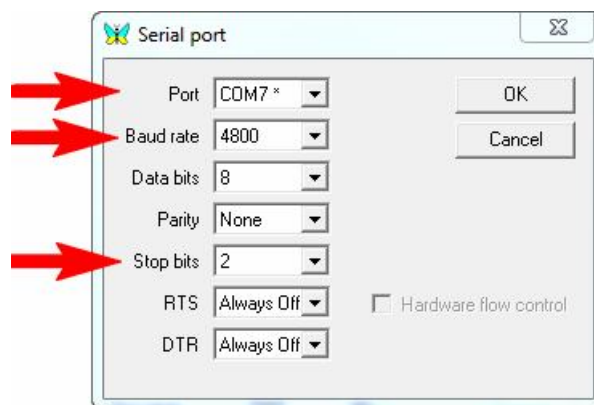 Serial port
Port COM7 *
OK
Baud rate 4800
Cancel
Data bits 8
Parity None
Stop bits 2
RTS Always Off
Hardware flow control
DTR Always Off